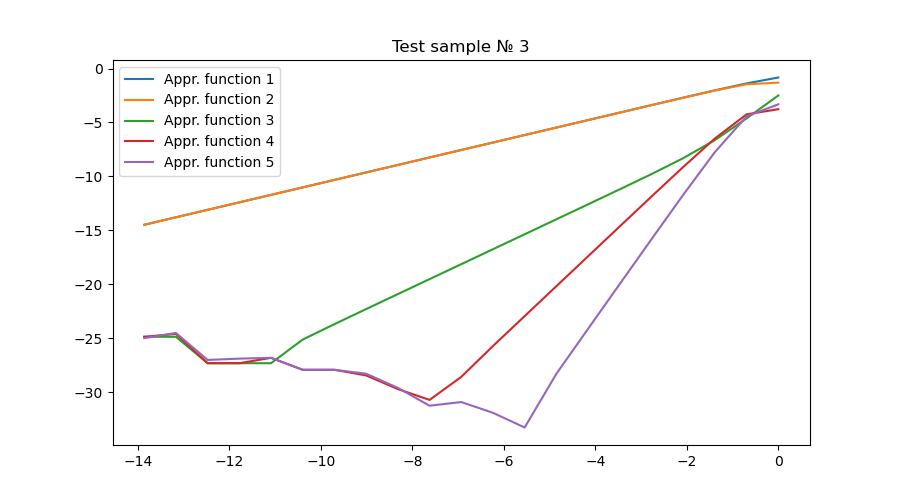 Test sample № 3
Appr. function 1
Appr. function 2
Appr. function 3
Appr. function 4
Appr. function 5
0
−5
−10
−15
−20
−25
−30
−14 −12 −10 −8 −6 −4 −2 0